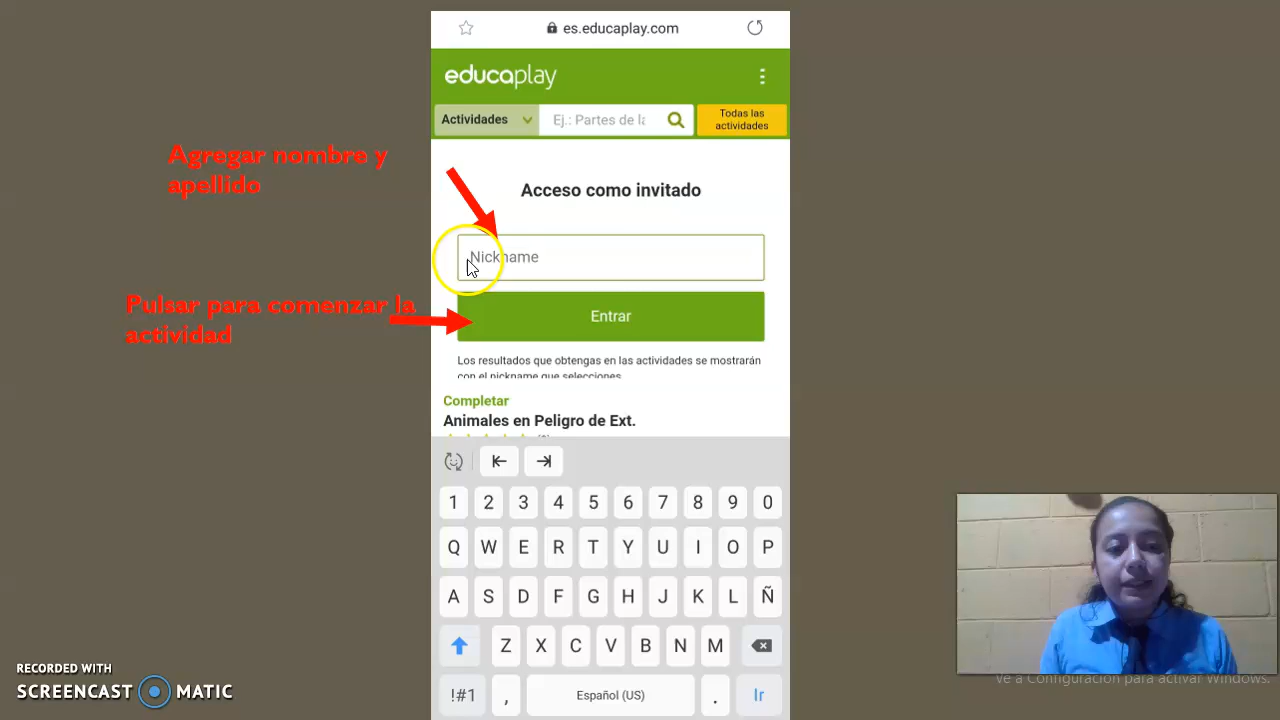 es.educaplay.com
educaplay
Actividades
Ej.: Partes de la
Todas las
actividades
Agregar nombre y
apellido
Acceso como invitado
Nickname
Pulsar para comenzar la
actividad
Entrar
Los resultados que obtengas en las actividades se mostrarán
con el nickname que selecciones.
Completar
Animales en Peligro de Ext.
1 2 3 4 5 6 7 8 9 0
Q W E R T Y U I O P
A S D F G H J K L Ñ
Z X C V B N M
!#1 , Español (US) . Ir
RECORDED WITH
SCREENCAST MATIC
Ve a Configuración para activar Windows.